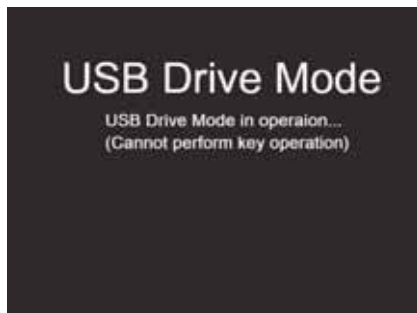 USB Drive Mode
USB Drive Mode in operaion...
(Cannot perform key operation)